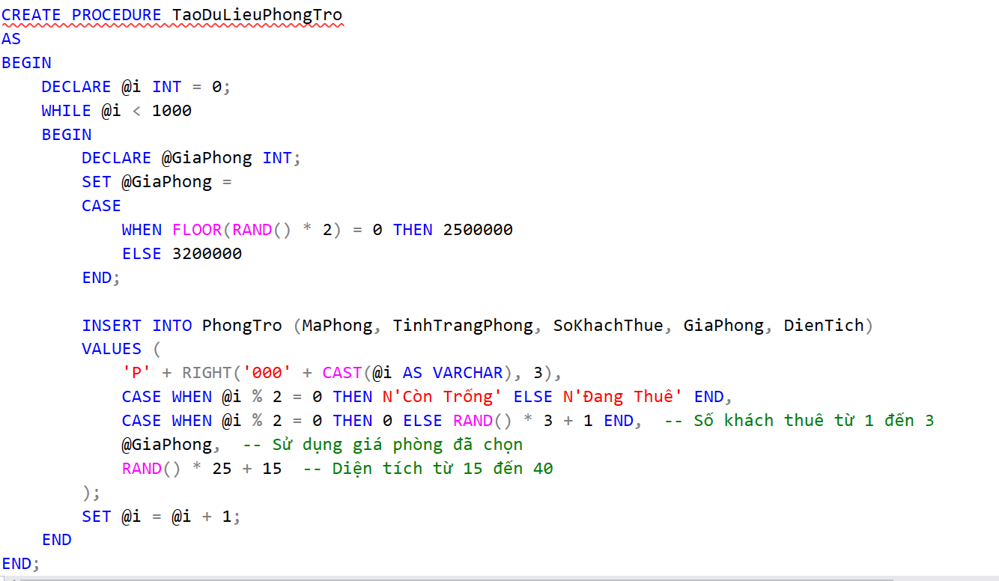 CREATE PROCEDURE TaoDuLieuPhongTro
AS
BEGIN
    DECLARE @i INT = 0;
    WHILE @i < 1000
    BEGIN
        DECLARE @GiaPhong INT;
        SET @GiaPhong =
        CASE
            WHEN FLOOR(RAND() * 2) = 0 THEN 2500000
            ELSE 3200000
        END;

        INSERT INTO PhongTro (MaPhong, TinhTrangPhong, SoKhachThue, GiaPhong, DienTich)
        VALUES (
            'P' + RIGHT('000' + CAST(@i AS VARCHAR), 3),
            CASE WHEN @i % 2 = 0 THEN N'Còn Trống' ELSE N'Đang Thuê' END,
            CASE WHEN @i % 2 = 0 THEN 0 ELSE RAND() * 3 + 1 END,  -- Số khách thuê từ 1 đến 3
            @GiaPhong,  -- Sử dụng giá phòng đã chọn
            RAND() * 25 + 15  -- Diện tích từ 15 đến 40
        );
        SET @i = @i + 1;
    END
END;